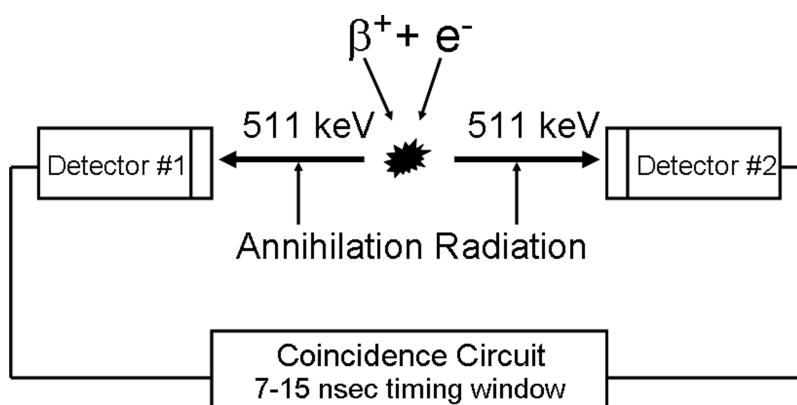 β⁺ + e⁻
511 keV 511 keV
Detector #1
Detector #2
Annihilation Radiation
Coincidence Circuit
7-15 nsec timing window